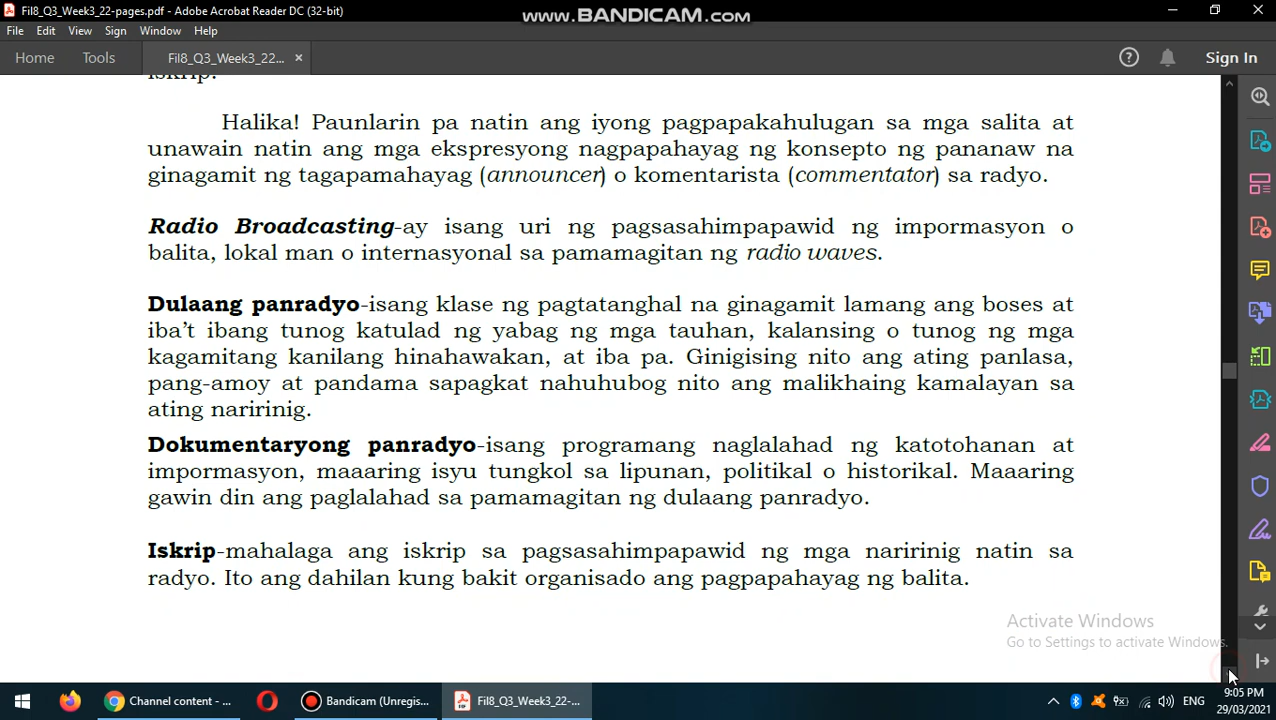 Fil8_Q3_Week3_22-pages.pdf - Adobe Acrobat Reader DC (32-bit)
www.BANDICAM.com
File Edit View Sign Window Help
Home Tools Fil8_Q3_Week3_22... × Sign In
iskrip.
Halika! Paunlarin pa natin ang iyong pagpapakahulugan sa mga salita at
unawain natin ang mga ekspresyong nagpapahayag ng konsepto ng pananaw na
ginagamit ng tagapamahayag (announcer) o komentarista (commentator) sa radyo.
Radio Broadcasting-ay isang uri ng pagsasahimpapawid ng impormasyon o
balita, lokal man o internasyonal sa pamamagitan ng radio waves.
Dulaang panradyo-isang klase ng pagtatanghal na ginagamit lamang ang boses at
iba't ibang tunog katulad ng yabag ng mga tauhan, kalansing o tunog ng mga
kagamitang kanilang hinahawakan, at iba pa. Ginigising nito ang ating panlasa,
pang-amoy at pandama sapagkat nahuhubog nito ang malikhaing kamalayan sa
ating naririnig.
Dokumentaryong panradyo-isang programang naglalahad ng katotohanan at
impormasyon, maaaring isyu tungkol sa lipunan, politikal o historikal. Maaaring
gawin din ang paglalahad sa pamamagitan ng dulaang panradyo.
Iskrip-mahalaga ang iskrip sa pagsasahimpapawid ng mga naririnig natin sa
radyo. Ito ang dahilan kung bakit organisado ang pagpapahayag ng balita.
Activate Windows
Go to Settings to activate Windows.
Channel content - ... Bandicam (Unregis... Fil8_Q3_Week3_22-... ENG 9:05 PM
29/03/2021